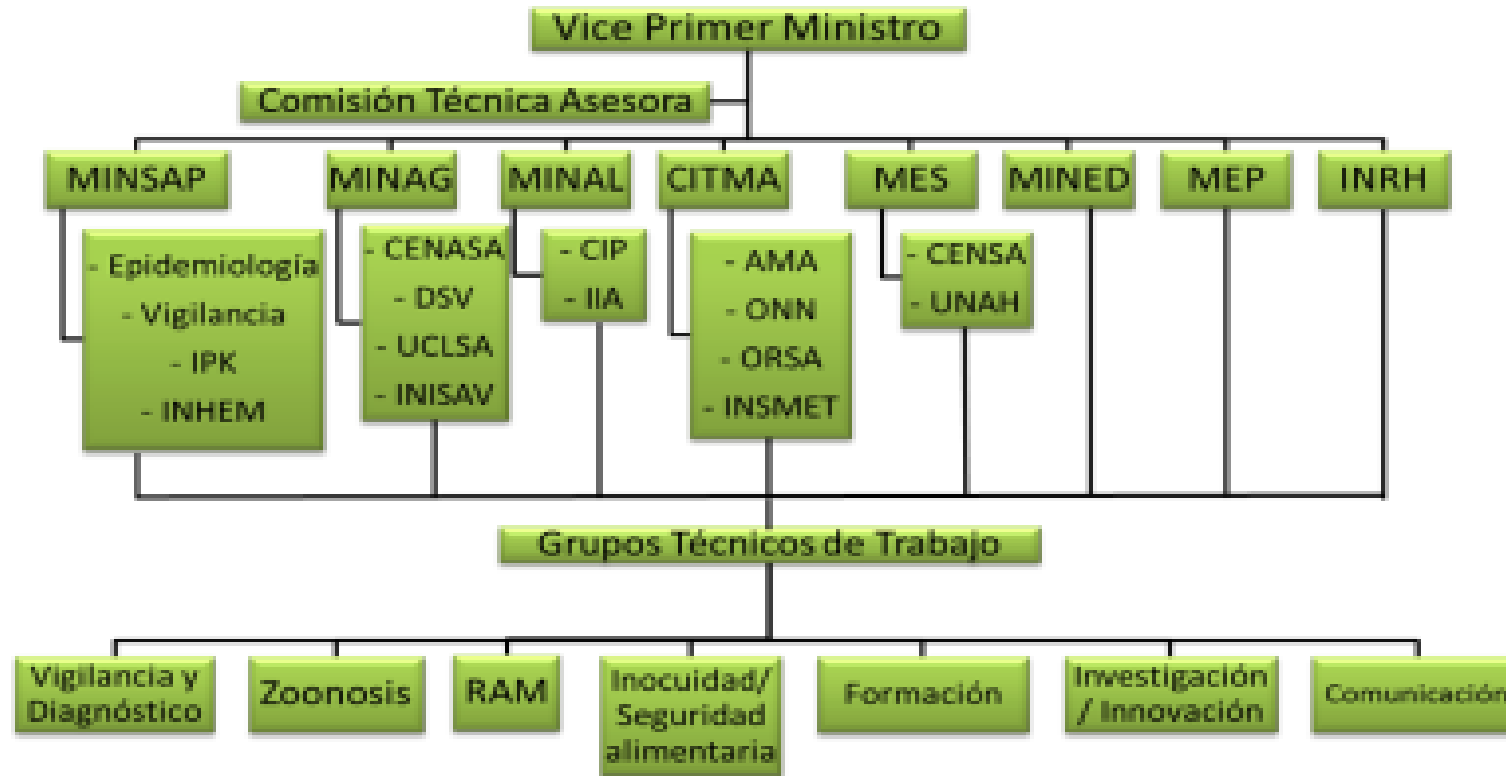 Vice Primer Ministro
Comisión Técnica Asesora
MINSAP
MINAG
MINAL
CITMA
MES
MINED
MEP
INRH
- Epidemiología
- Vigilancia
- IPK
- INHEM
- CENASA
- DSV
- UCLSA
- INISAV
- CIP
- IIA
- AMA
- ONN
- ORSA
- INSMET
- CENSA
- UNAH
Grupos Técnicos de Trabajo
Vigilancia y
Diagnóstico
Zoonosis
RAM
Inocuidad/
Seguridad
alimentaria
Formación
Investigación
/ Innovación
Comunicación